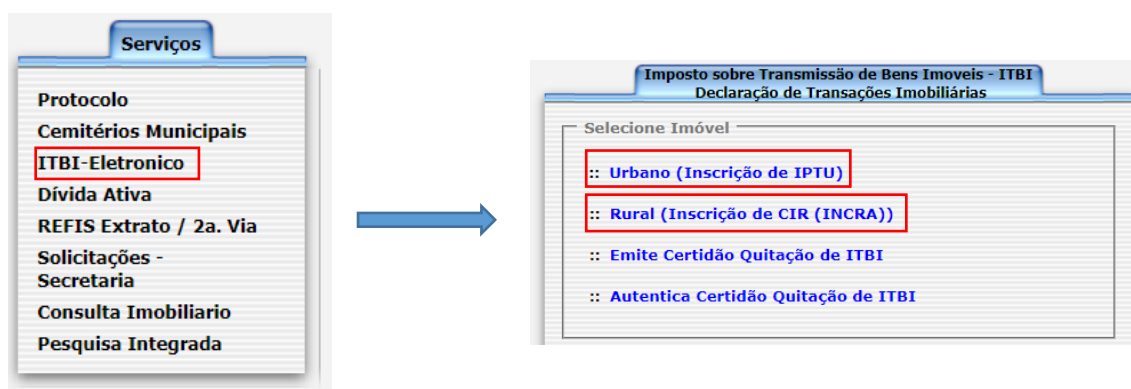 Serviços
Protocolo
Cemitérios Municipais
ITBI-Eletronico
Dívida Ativa
REFIS Extrato / 2a. Via
Solicitações -
Secretaria
Consulta Imobiliario
Pesquisa Integrada
Imposto sobre Transmissão de Bens Imoveis - ITBI
Declaração de Transações Imobiliárias
Selecione Imóvel
:: Urbano (Inscrição de IPTU)
:: Rural (Inscrição de CIR (INCRA))
:: Emite Certidão Quitação de ITBI
:: Autentica Certidão Quitação de ITBI